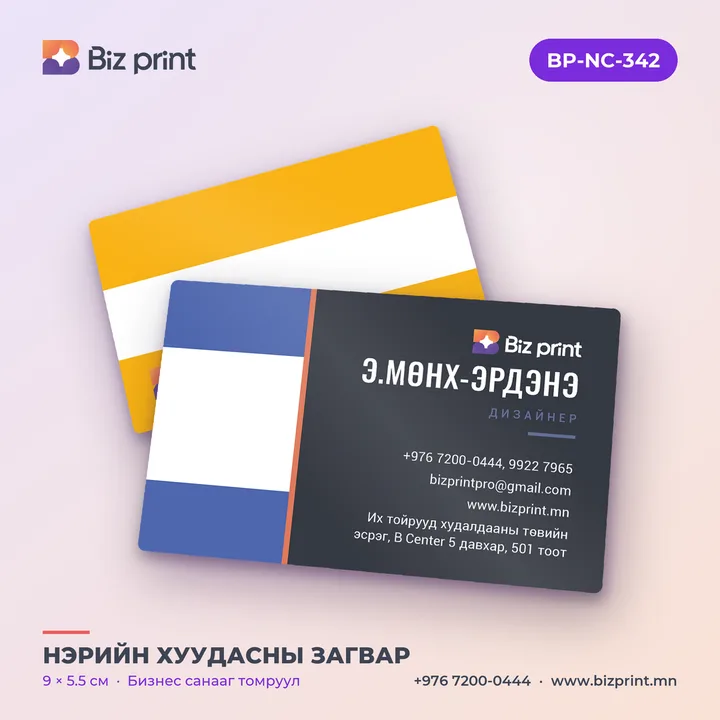 Biz print
BP-NC-342
Biz print
Э.МӨНХ-ЭРДЭНЭ
ДИЗАЙНЕР
+976 7200-0444, 9922 7965
bizprintpro@gmail.com
www.bizprint.mn
Их тойрууд худалдааны төвийн
эсрэг, B Center 5 давхар, 501 тоот
НЭРИЙН ХУУДАСНЫ ЗАГВАР
9 × 5.5 см · Бизнес санааг томруул
+976 7200-0444 · www.bizprint.mn